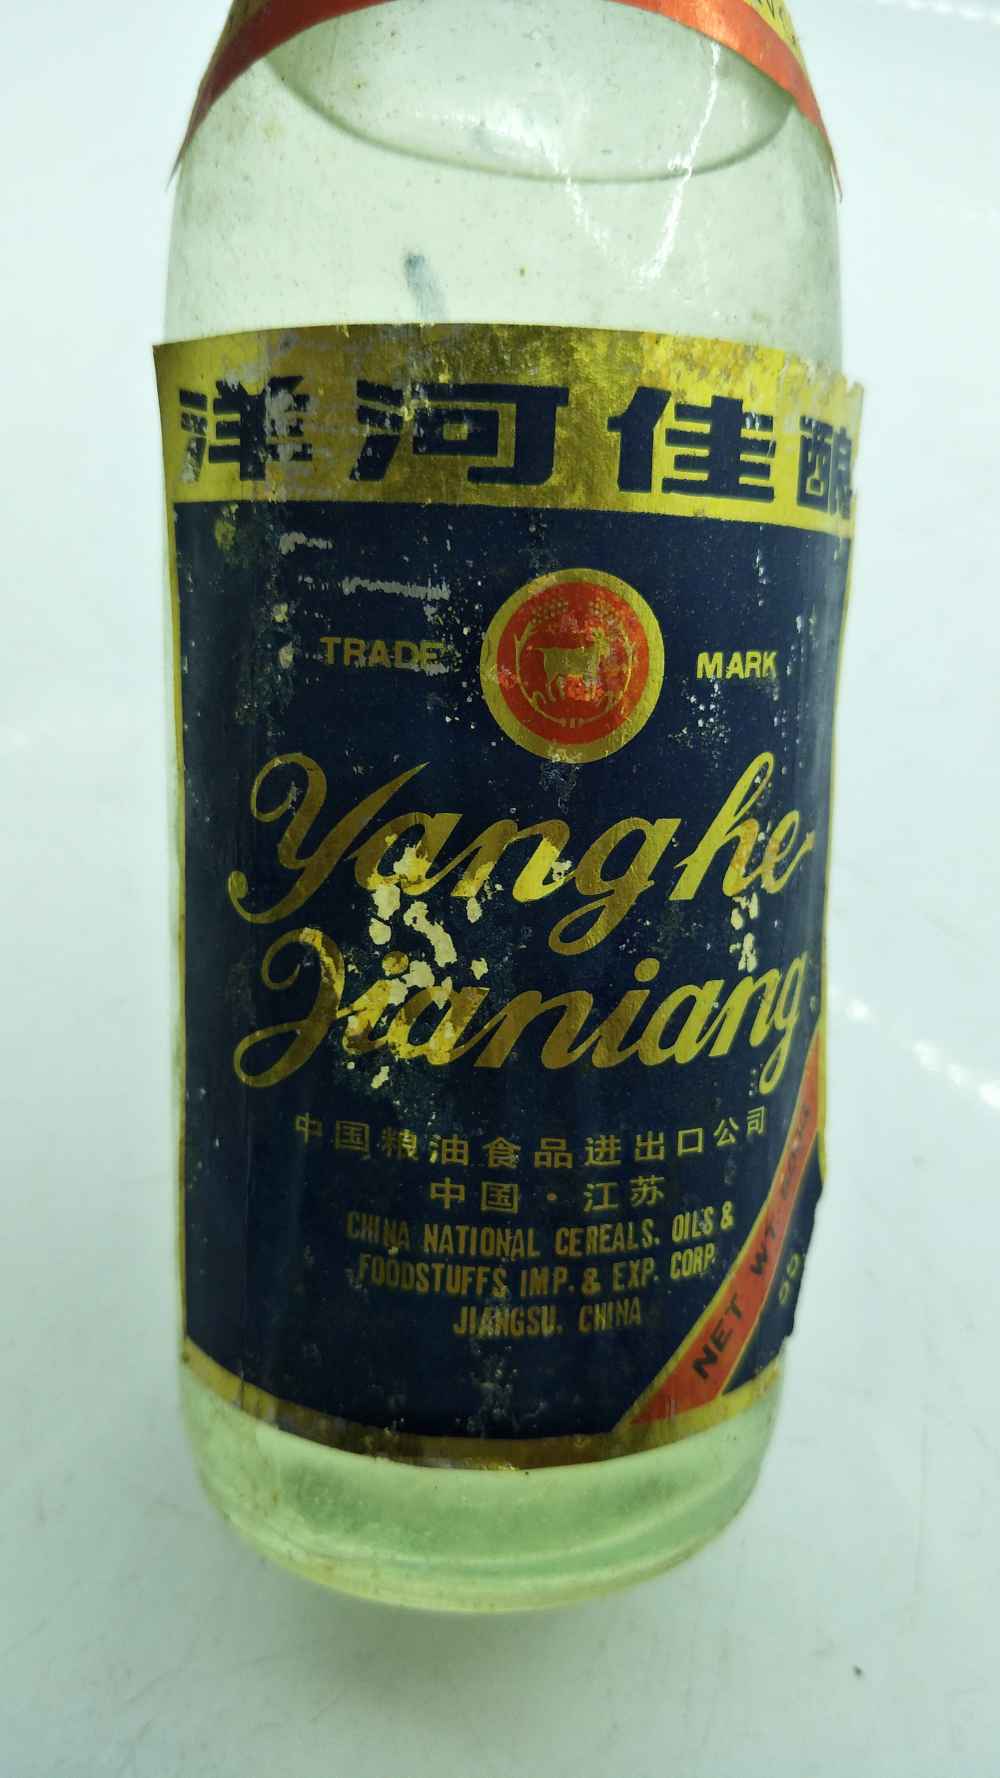 洋河佳酿
TRADE MARK
Yanghe
Jianiang
中国粮油食品进出口公司
中国·江苏
CHINA NATIONAL CEREALS, OILS &
FOODSTUFFS IMP. & EXP. CORP.
JIANGSU, CHINA
NET WT